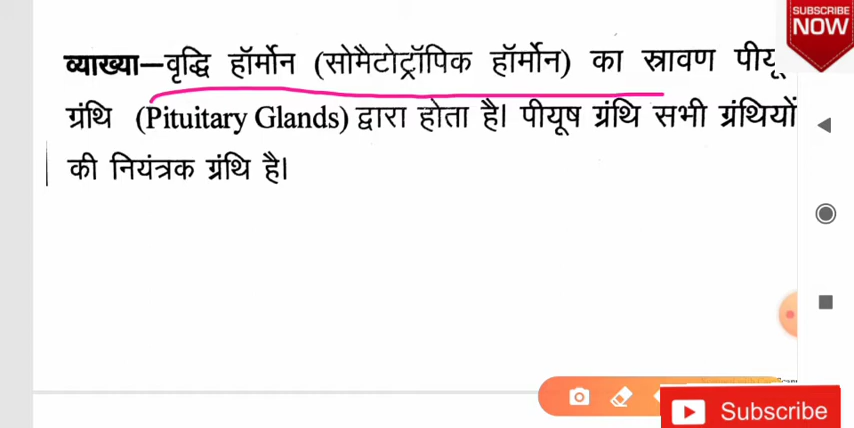 SUBSCRIBE
NOW
व्याख्या–वृद्धि हॉर्मोन (सोमैटोट्रॉपिक हॉर्मोन) का स्रावण
ग्रंथि (Pituitary Glands) द्वारा होता है। पीयूष ग्रंथि सभी ग्रंथियों
की नियंत्रक ग्रंथि है।
Subscribe